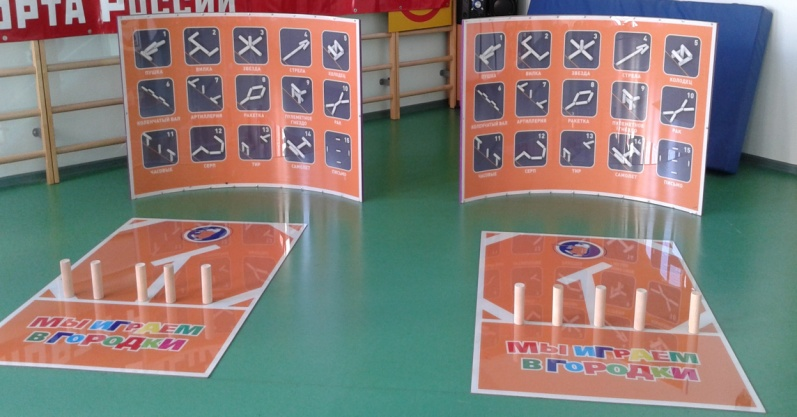 ОРТА РОССИИ
1 2 3 4 5
ПУШКА ВИЛКА ЗВЕЗДА СТРЕЛА КОЛОДЕЦ
6 7 8 9 10
КОЛЕНЧАТЫЙ ВАЛ АРТИЛЛЕРИЯ РАКЕТКА ПУЛЕМЕТНОЕ ГНЕЗДО РАК
11 12 13 14 15
ЧАСОВЫЕ СЕРП ТИР САМОЛЕТ ПИСЬМО
1 2 3 4 5
ПУШКА ВИЛКА ЗВЕЗДА СТРЕЛА КОЛОДЕЦ
6 7 8 9 10
КОЛЕНЧАТЫЙ ВАЛ АРТИЛЛЕРИЯ РАКЕТКА ПУЛЕМЕТНОЕ ГНЕЗДО РАК
11 12 13 14 15
ЧАСОВЫЕ СЕРП ТИР САМОЛЕТ ПИСЬМО
МЫ ИГРАЕМ
В ГОРОДКИ
МЫ ИГРАЕМ
В ГОРОДКИ